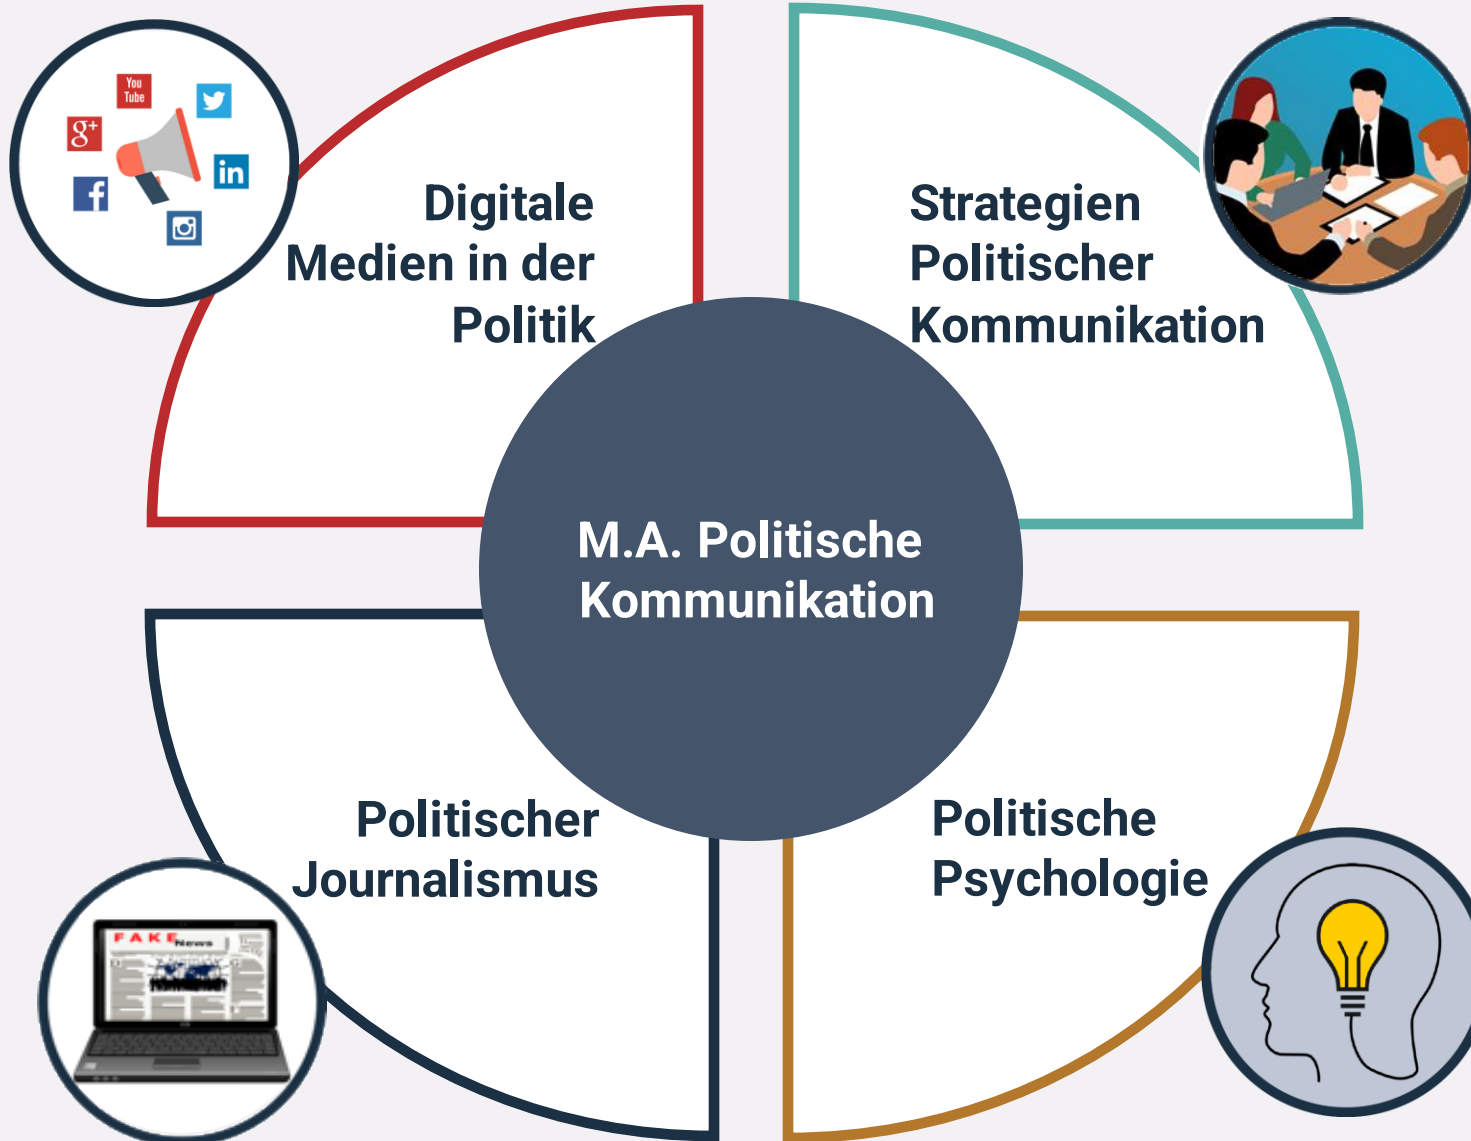 You
Tube
g+
f
in
Digitale
Medien in der
Politik
Strategien
Politischer
Kommunikation
M.A. Politische
Kommunikation
Politischer
Journalismus
FAKE News
Politische
Psychologie